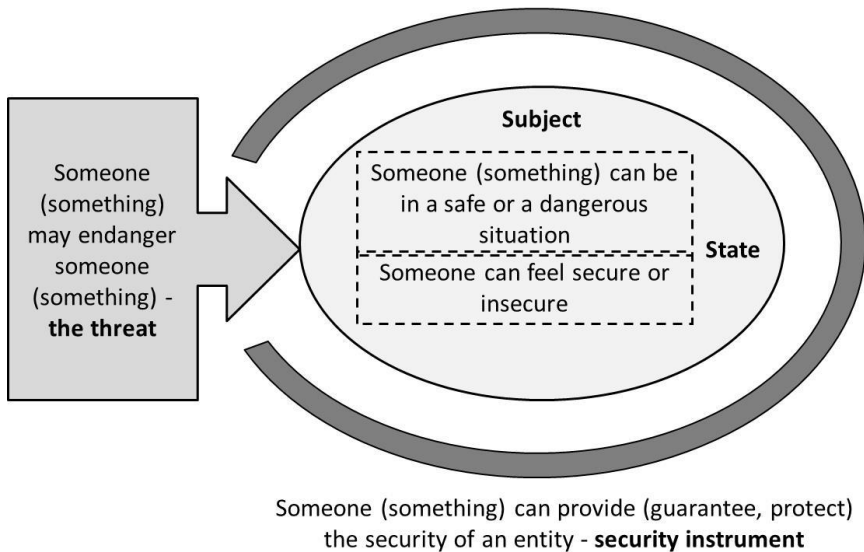 Someone
(something)
may endanger
someone
(something) -
the threat
Subject
Someone (something) can be
in a safe or a dangerous
situation
State
Someone can feel secure or
insecure
Someone (something) can provide (guarantee, protect)
the security of an entity - security instrument